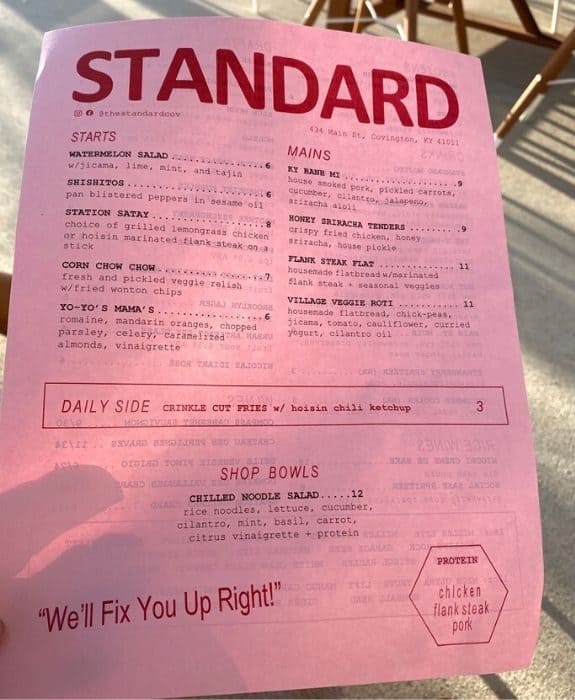 STANDARD
@thestandardcov
434 Main St, Covington, KY 41011
STARTS
WATERMELON SALAD ................6
w/jicama, lime, mint, and tajin
SHISHITOS ......................6
pan blistered peppers in sesame oil
STATION SATAY ..................8
choice of grilled lemongrass chicken
or hoisin marinated flank steak on a
stick
CORN CHOW CHOW..................7
fresh and pickled veggie relish
w/fried wonton chips
YO-YO'S MAMA'S .................6
romaine, mandarin oranges, chopped
parsley, celery, caramelized
almonds, vinaigrette
MAINS
KY BANH MI ....................9
house smoked pork, pickled carrots,
cucumber, cilantro, jalapeno,
sriracha aioli
HONEY SRIRACHA TENDERS ........9
crispy fried chicken, honey
sriracha, house pickle
FLANK STEAK FLAT .............. 11
housemade flatbread w/marinated
flank steak + seasonal veggies
VILLAGE VEGGIE ROTI ........... 11
housemade flatbread, chick-peas,
jicama, tomato, cauliflower, curried
yogurt, cilantro oil
DAILY SIDE CRINKLE CUT FRIES w/ hoisin chili ketchup 3
SHOP BOWLS
CHILLED NOODLE SALAD.....12
rice noodles, lettuce, cucumber,
cilantro, mint, basil, carrot,
citrus vinaigrette + protein
"We'll Fix You Up Right!"
PROTEIN
chicken
flank steak
pork